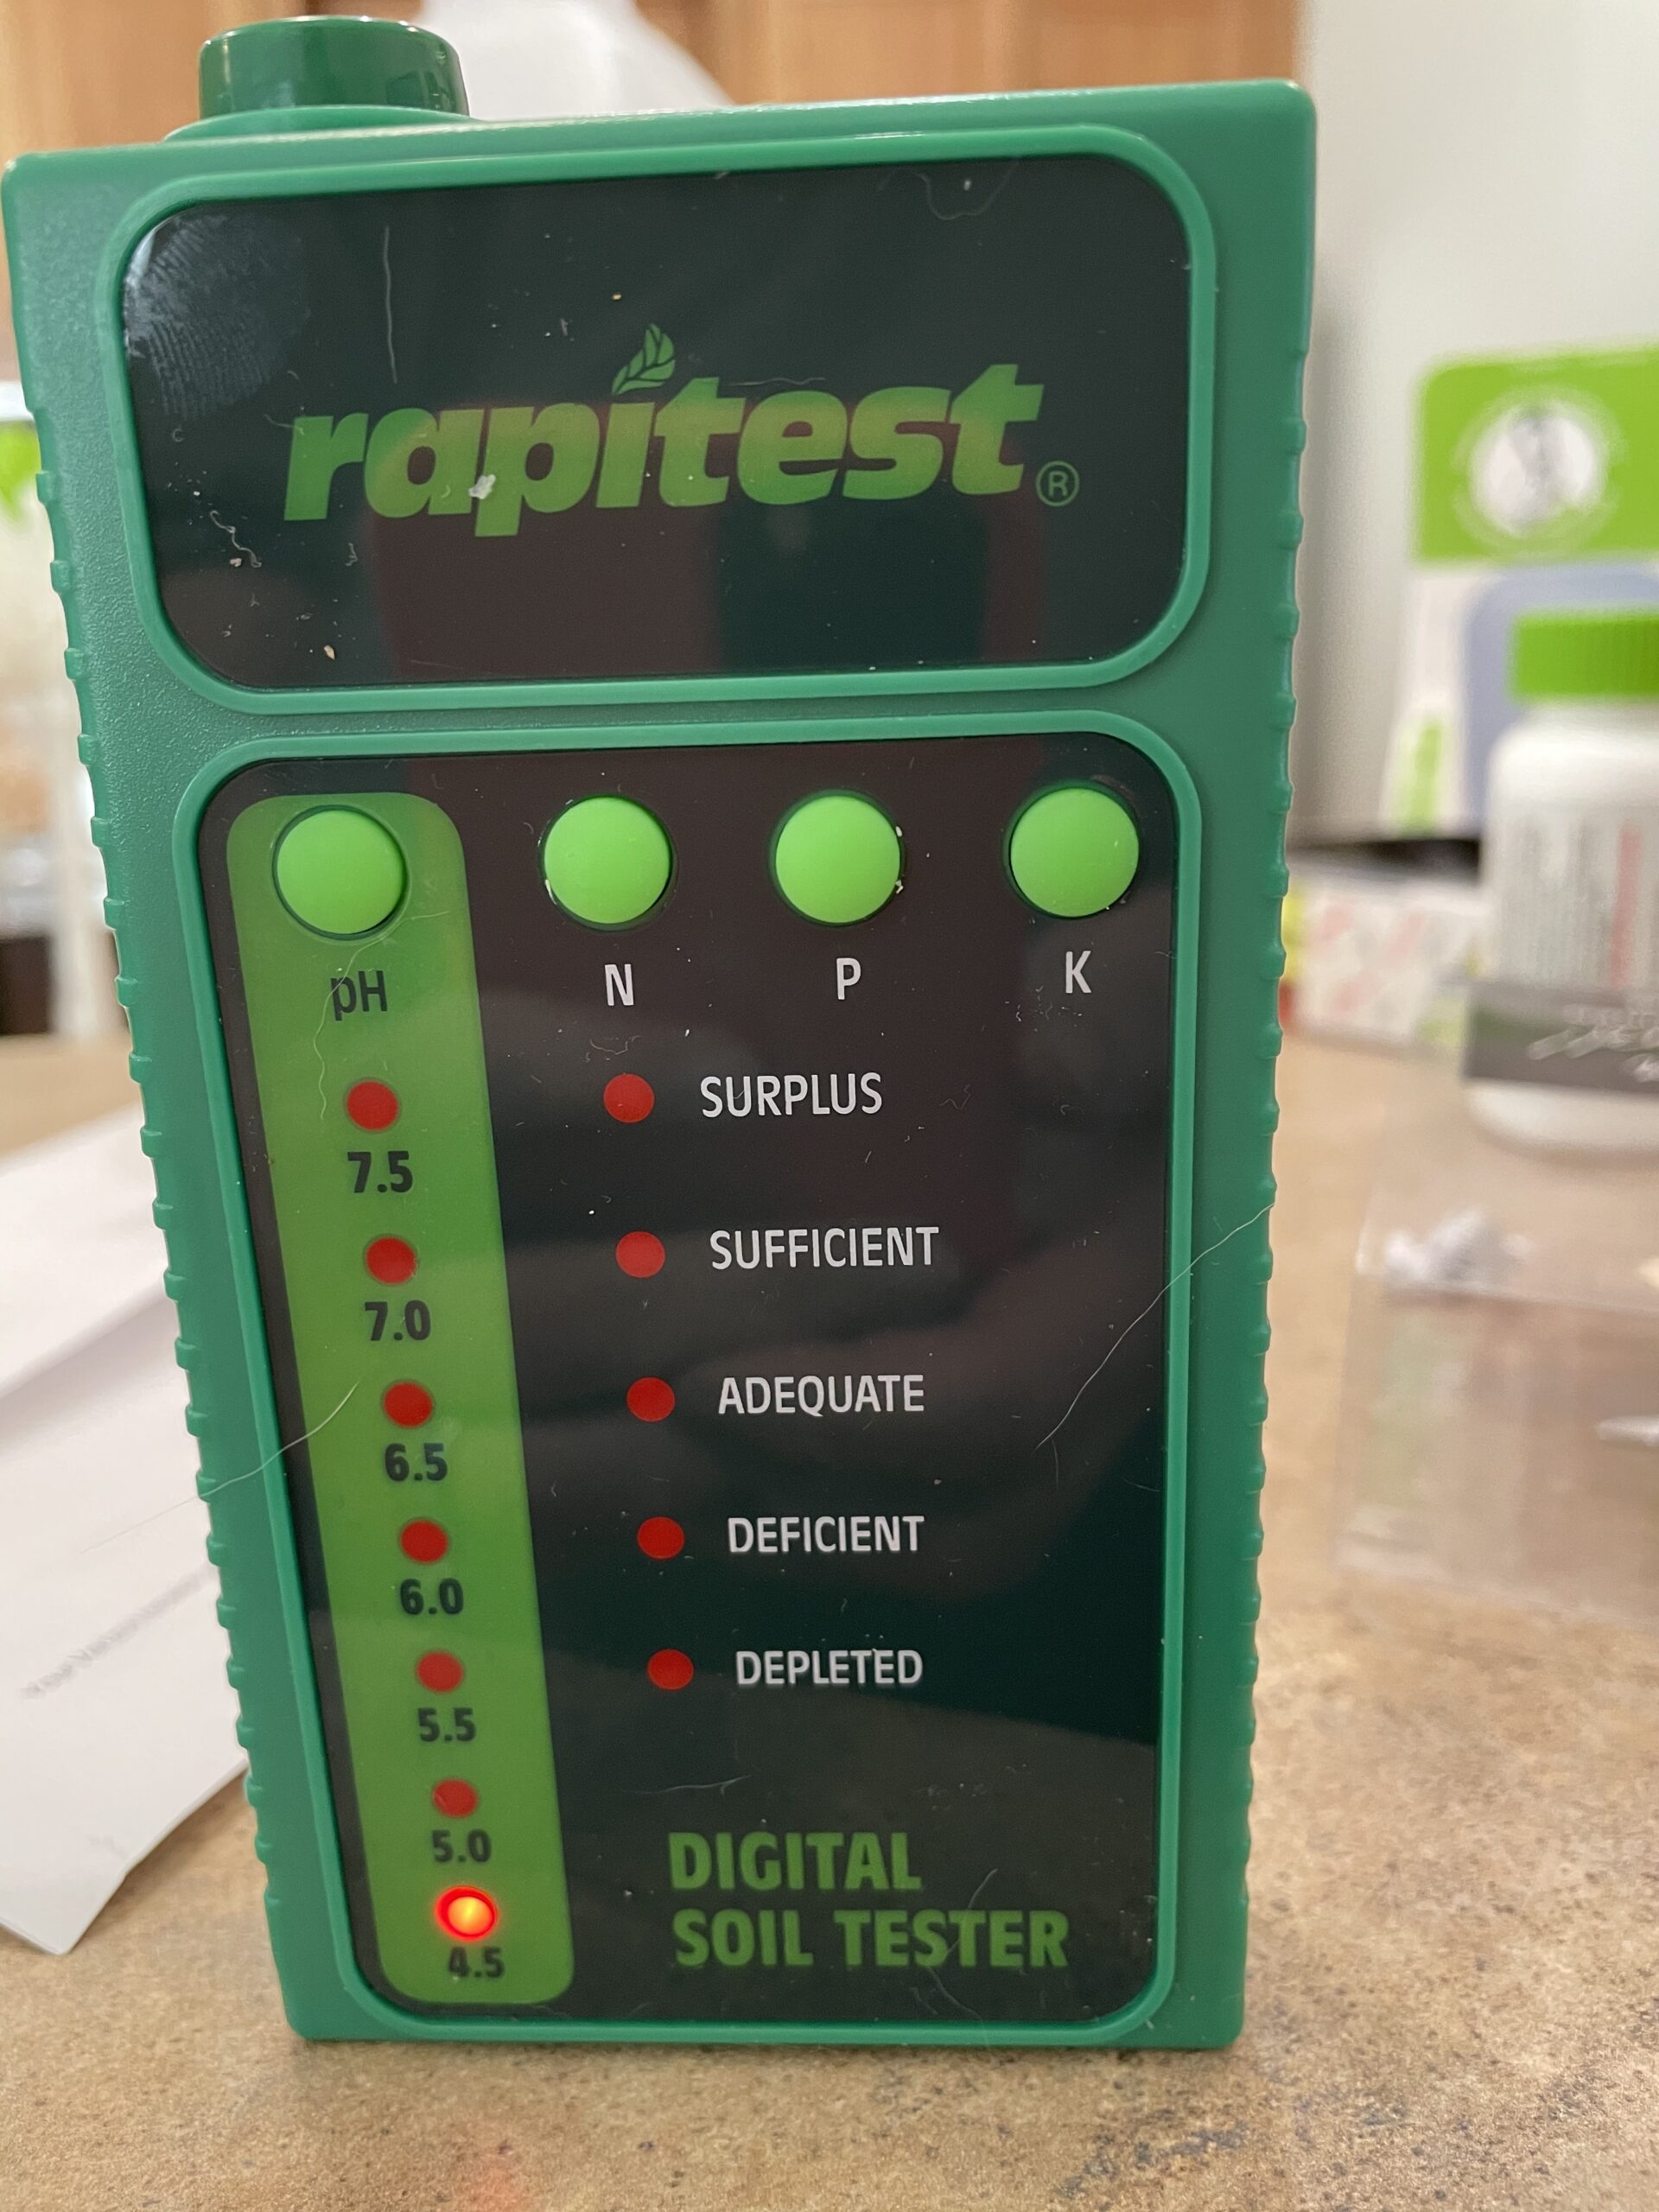 rapitest®
pH N P K
SURPLUS
7.5
SUFFICIENT
7.0
ADEQUATE
6.5
DEFICIENT
6.0
DEPLETED
5.5
5.0
DIGITAL
SOIL TESTER
4.5